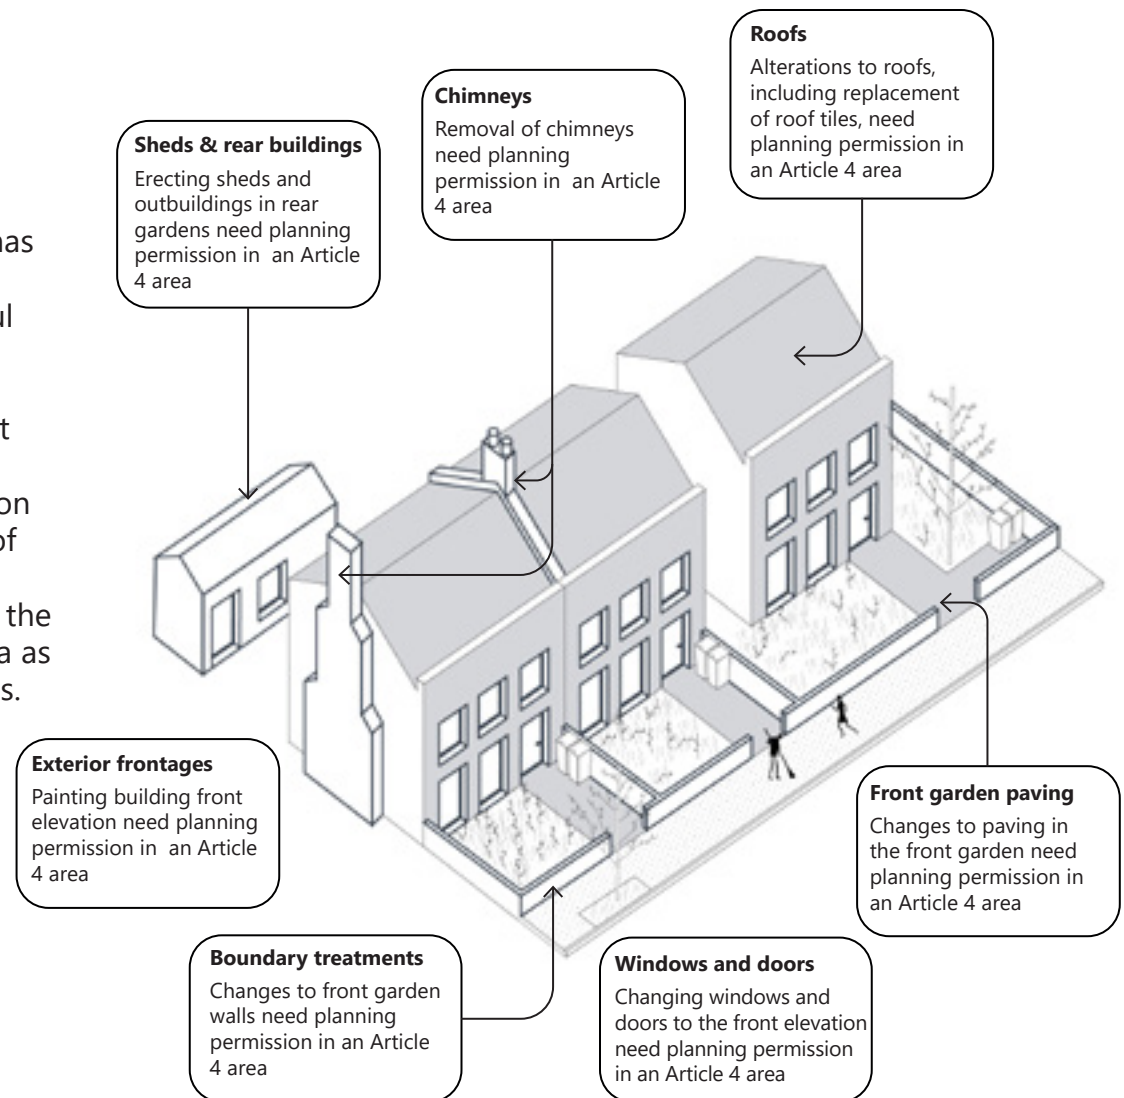 Roofs
Alterations to roofs,
including replacement
of roof tiles, need
planning permission in
an Article 4 area
Chimneys
Removal of chimneys
need planning
permission in  an Article
4 area
Sheds & rear buildings
Erecting sheds and
outbuildings in rear
gardens need planning
permission in  an Article
4 area
on
of
the
as
Exterior frontages
Painting building front
elevation need planning
permission in  an Article
4 area
Front garden paving
Changes to paving in
the front garden need
planning permission in
an Article 4 area
Boundary treatments
Changes to front garden
walls need planning
permission in an Article
4 area
Windows and doors
Changing windows and
doors to the front elevation
need planning permission
in an Article 4 area